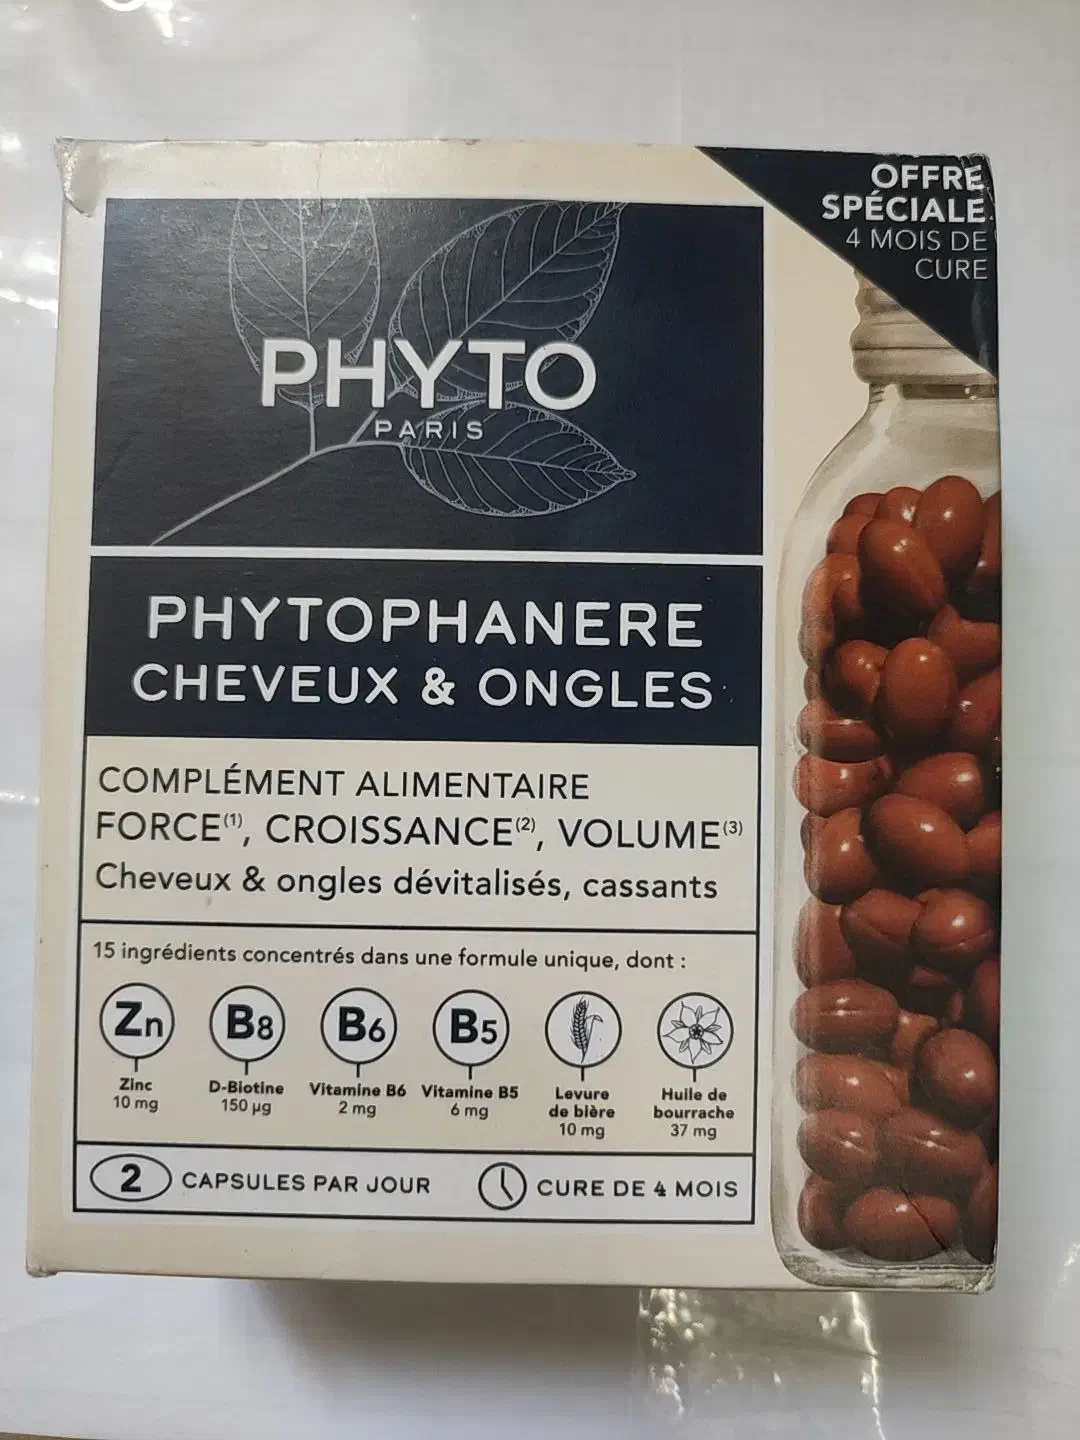 OFFRE
SPÉCIALE
4 MOIS DE
CURE
PHYTO
PARIS
PHYTOPHANERE
CHEVEUX & ONGLES
COMPLÉMENT ALIMENTAIRE
FORCE(1), CROISSANCE(2), VOLUME(3)
Cheveux & ongles dévitalisés, cassants
15 ingrédients concentrés dans une formule unique, dont :
Zn B8 B6 B5
Zinc D-Biotine Vitamine B6 Vitamine B5 Levure Huile de
10 mg 150 µg 2 mg 6 mg de bière bourrache
10 mg 37 mg
2 CAPSULES PAR JOUR CURE DE 4 MOIS